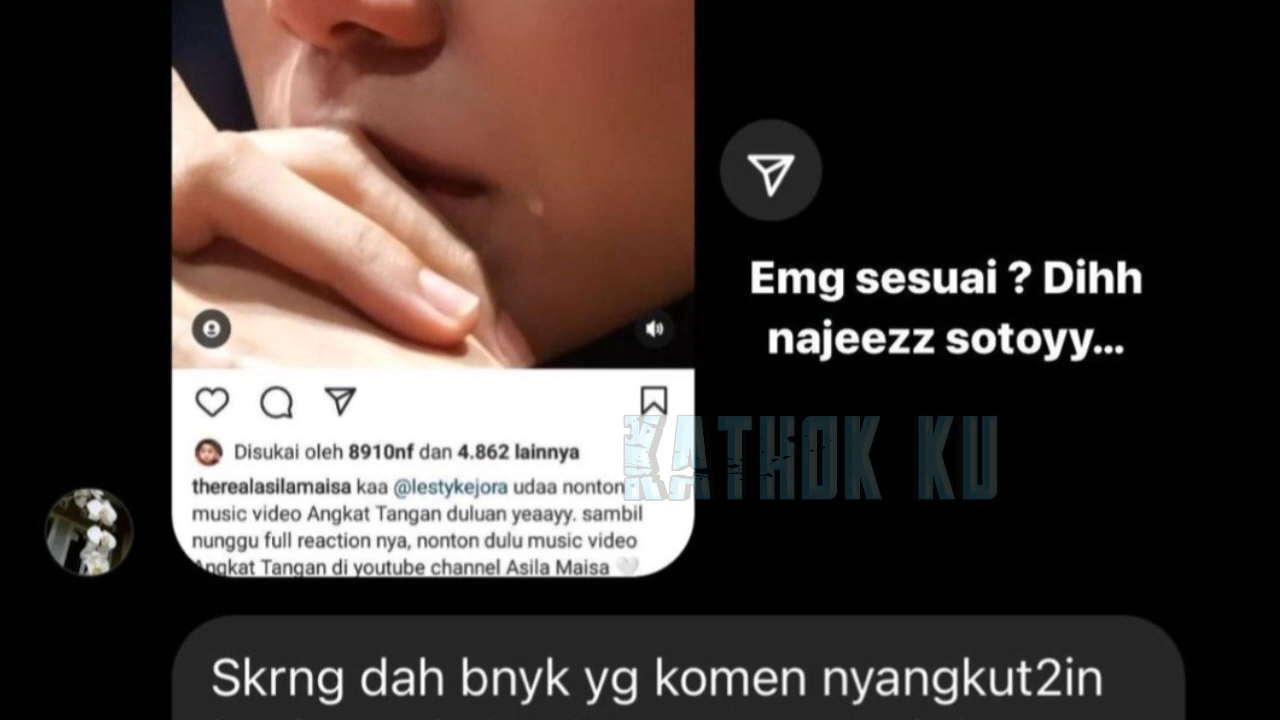 Emg sesuai ? Dihh
najeezz sotoyy...
Disukai oleh 8910nf dan 4.862 lainnya
KATHOK KU
therealasilamaisa kaa @lestykejora udaa nonton
music video Angkat Tangan duluan yeaayy. sambil
nunggu full reaction nya, nonton dulu music video
Angkat Tangan di youtube channel Asila Maisa
Skrng dah bnyk yg komen nyangkut2in